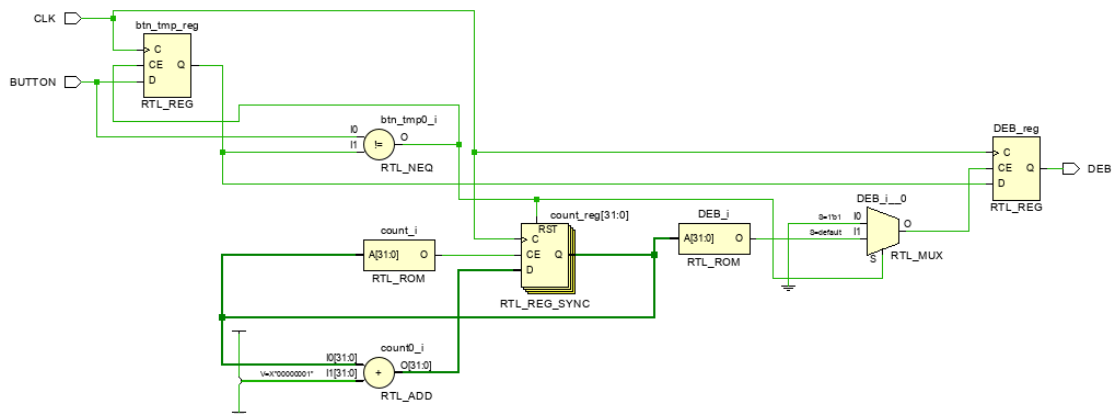 CLK
BUTTON
btn_tmp_reg
C
CE
D
Q
RTL_REG
btn_tmp0_i
I0
I1
O
!=
RTL_NEQ
count_i
A[31:0]
O
RTL_ROM
count0_i
I0[31:0]
V=X"00000001"
I1[31:0]
O[31:0]
+
RTL_ADD
count_reg[31:0]
RST
C
CE
D
Q
RTL_REG_SYNC
DEB_i
A[31:0]
O
RTL_ROM
DEB_i__0
S=1'b1
I0
S=default
I1
S
O
RTL_MUX
DEB_reg
C
CE
D
Q
RTL_REG
DEB